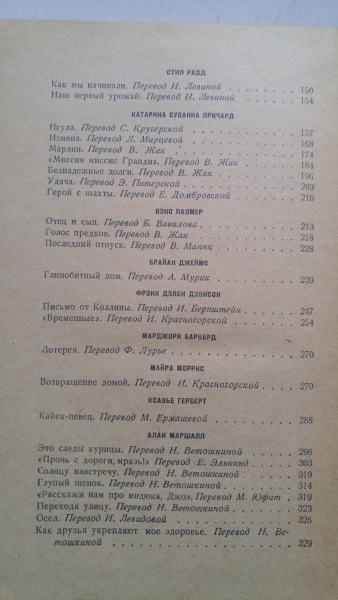 СТИЛ РАДД
Как мы начинали. Перевод И. Левиной . . . . . 150
Наш первый урожай. Перевод И. Левиной . . . . 154
КАТАРИНА СУСАННА ПРИЧАРД
Нгула. Перевод С. Кругерской . . . . . . . 157
Измена. Перевод Л. Мирцевой . . . . . . . 168
Марлин. Перевод В. Жак . . . . . . . . 174
«Миссия миссис Гранди». Перевод В. Жак . . . . 184
Безнадежные долги. Перевод В. Жак . . . . . 196
Удача. Перевод Э. Питерской . . . . . . . 203
Герой с шахты. Перевод Е. Домбровской . . . . 210
ВЭНС ПАЛМЕР
Отец и сын. Перевод Б. Вавилова . . . . . . 213
Голос предков. Перевод В. Жак . . . . . . 218
Последний отпуск. Перевод В. Маянц . . . . . 228
БРАЙАН ДЖЕЙМС
Глинобитный дом. Перевод А. Мурик . . . . . 239
ФРЭНК ДЭЛБИ ДЭВИСОН
Письмо от Коллины. Перевод И. Бернштейн . . . . 247
«Временные». Перевод И. Красногорской . . . . 254
МАРДЖОРИ БАРНАРД
Лотерея. Перевод Ф. Лурье . . . . . . . . 270
МАЙРА МОРРИС
Возвращение домой. Перевод И. Красногорской . . . 279
КСАВЬЕ ГЕРБЕРТ
Кайек-певец. Перевод М. Ермашевой . . . . . 288
АЛАН МАРШАЛЛ
Это следы курицы. Перевод Н. Ветошкиной . . . . 296
«Прочь с дороги, мразь!» Перевод Е. Элькинд . . . 303
Солнцу навстречу. Перевод Н. Ветошкиной . . . . 310
Глупый щенок. Перевод Н. Ветошкиной . . . . . 314
«Расскажи нам про индюка, Джо». Перевод М. Юфит . 319
Переходя улицу. Перевод Н. Ветошкиной . . . . 323
Осел. Перевод И. Левидовой . . . . . . . 326
Как друзья укрепляют мое здоровье. Перевод Н. Ве-
тошкиной . . . . . . . . . . . . 329